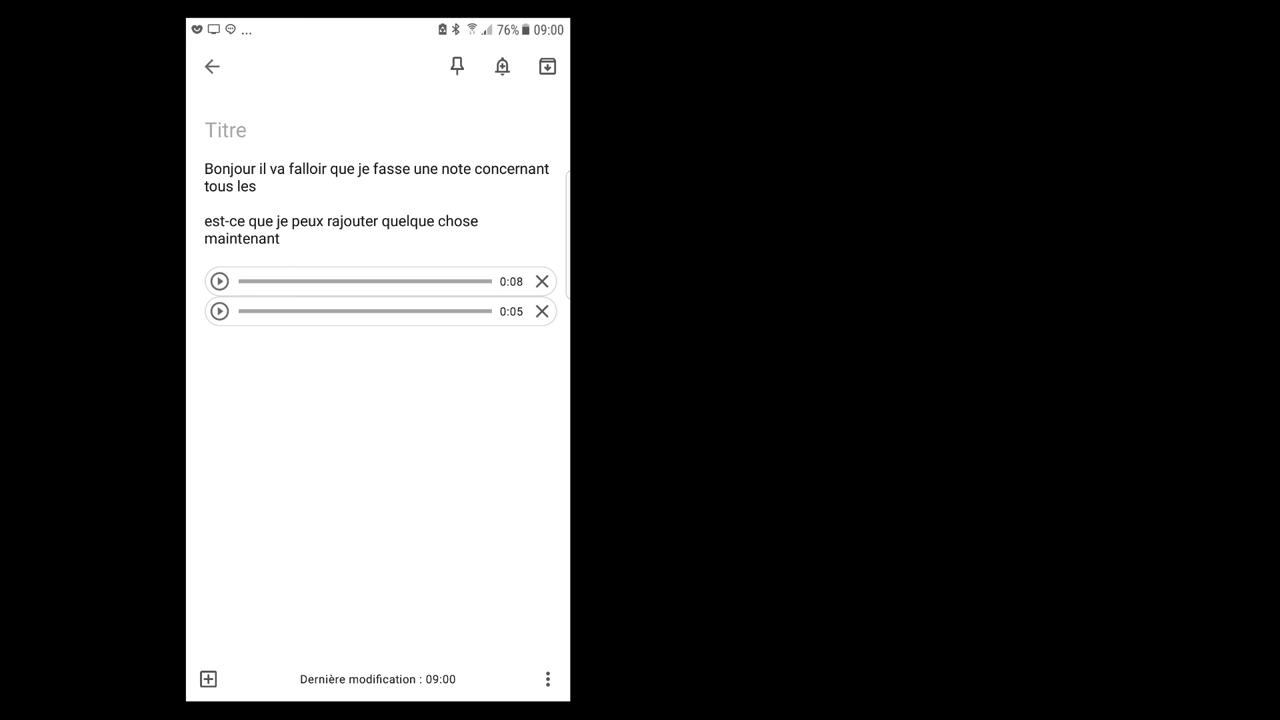 ... 76% 09:00
Titre
Bonjour il va falloir que je fasse une note concernant
tous les
est-ce que je peux rajouter quelque chose
maintenant
0:08
0:05
Dernière modification : 09:00